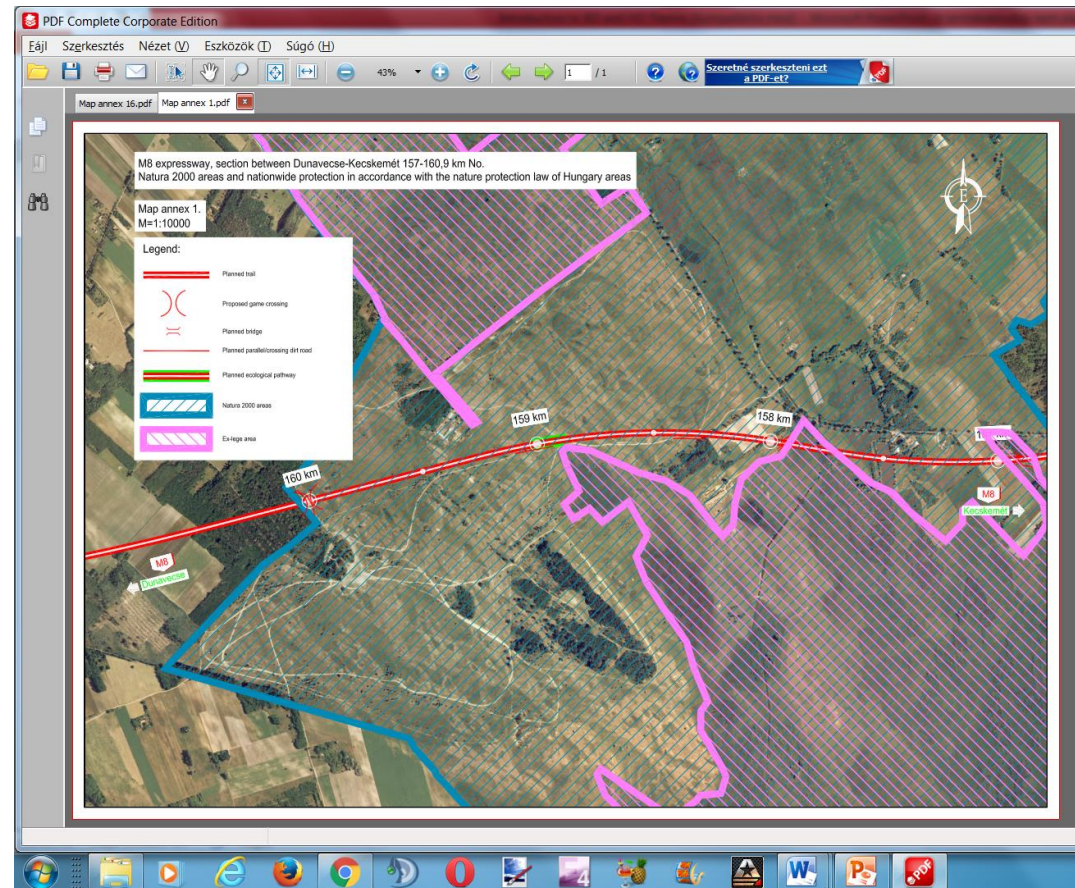 PDF Complete Corporate Edition
Fájl Szerkesztés Nézet (V) Eszközök (T) Súgó (H)
43% 1 / 1 Szeretné szerkeszteni ezt
a PDF-et?
Map annex 16.pdf Map annex 1.pdf
M8 expressway, section between Dunavecse-Kecskemét 157-160,9 km No.
Natura 2000 areas and nationwide protection in accordance with the nature protection law of Hungary areas
Map annex 1.
M=1:10000
Legend:
Planned trail
Proposed game crossing
Planned bridge
Planned parallel/crossing dirt road
Planned ecological pathway
Natura 2000 areas
Ex-lege area
É
159 km
158 km
160 km
M8
Kecskemét
M8
Dunavecse